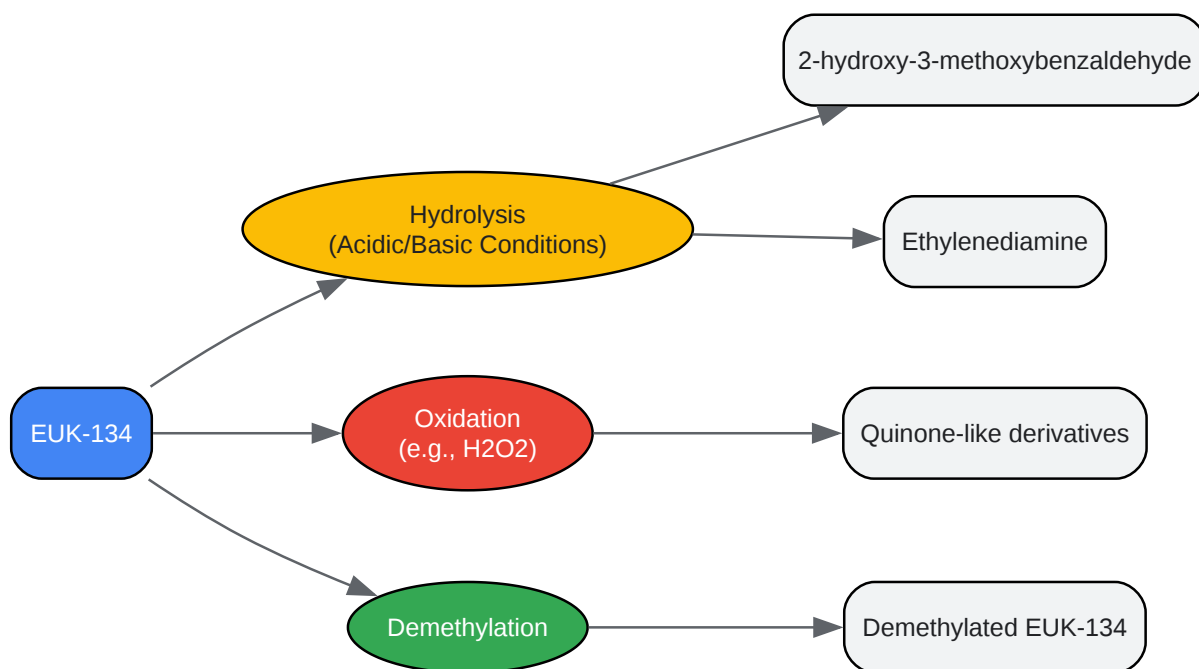 2-hydroxy-3-methoxybenzaldehyde
Hydrolysis
(Acidic/Basic Conditions)
Ethylenediamine
EUK-134
Oxidation
(e.g., H2O2)
Quinone-like derivatives
Demethylation
Demethylated EUK-134